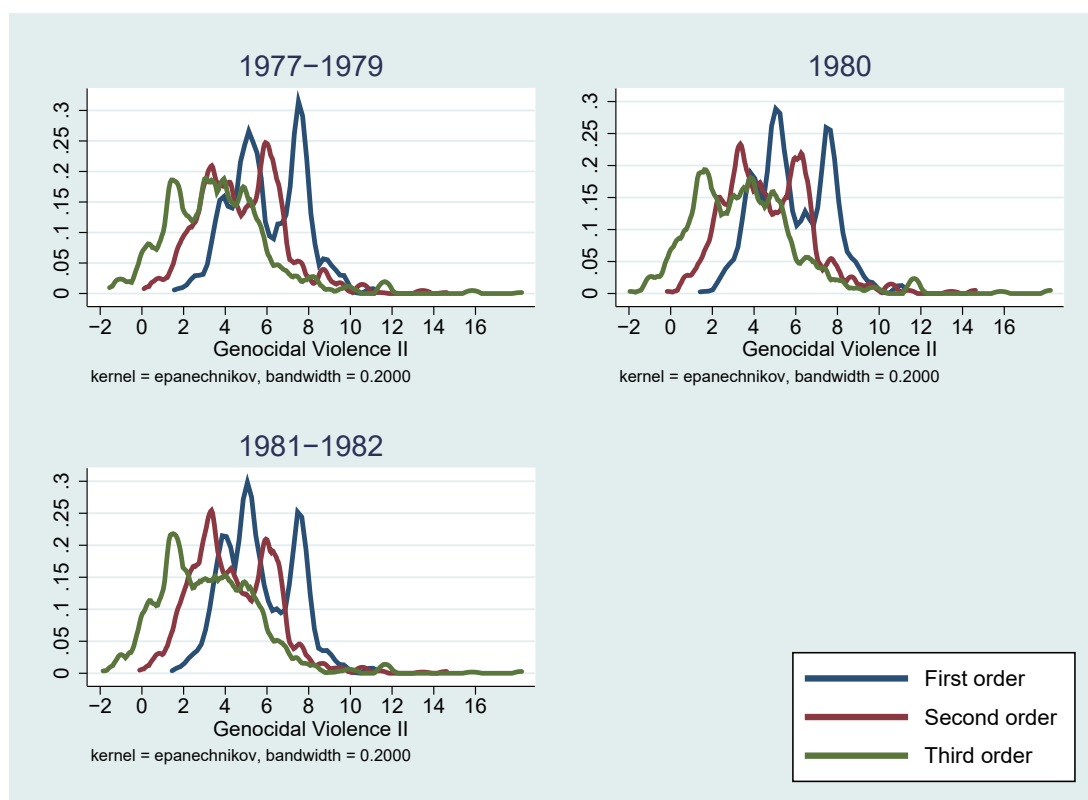 1977−1979
0 .05 .1 .15 .2 .25 .3
−2 0 2 4 6 8 10 12 14 16
Genocidal Violence II
kernel = epanechnikov, bandwidth = 0.2000
1980
0 .05 .1 .15 .2 .25 .3
−2 0 2 4 6 8 10 12 14 16
Genocidal Violence II
kernel = epanechnikov, bandwidth = 0.2000
1981−1982
0 .05 .1 .15 .2 .25 .3
−2 0 2 4 6 8 10 12 14 16
Genocidal Violence II
kernel = epanechnikov, bandwidth = 0.2000
First order
Second order
Third order